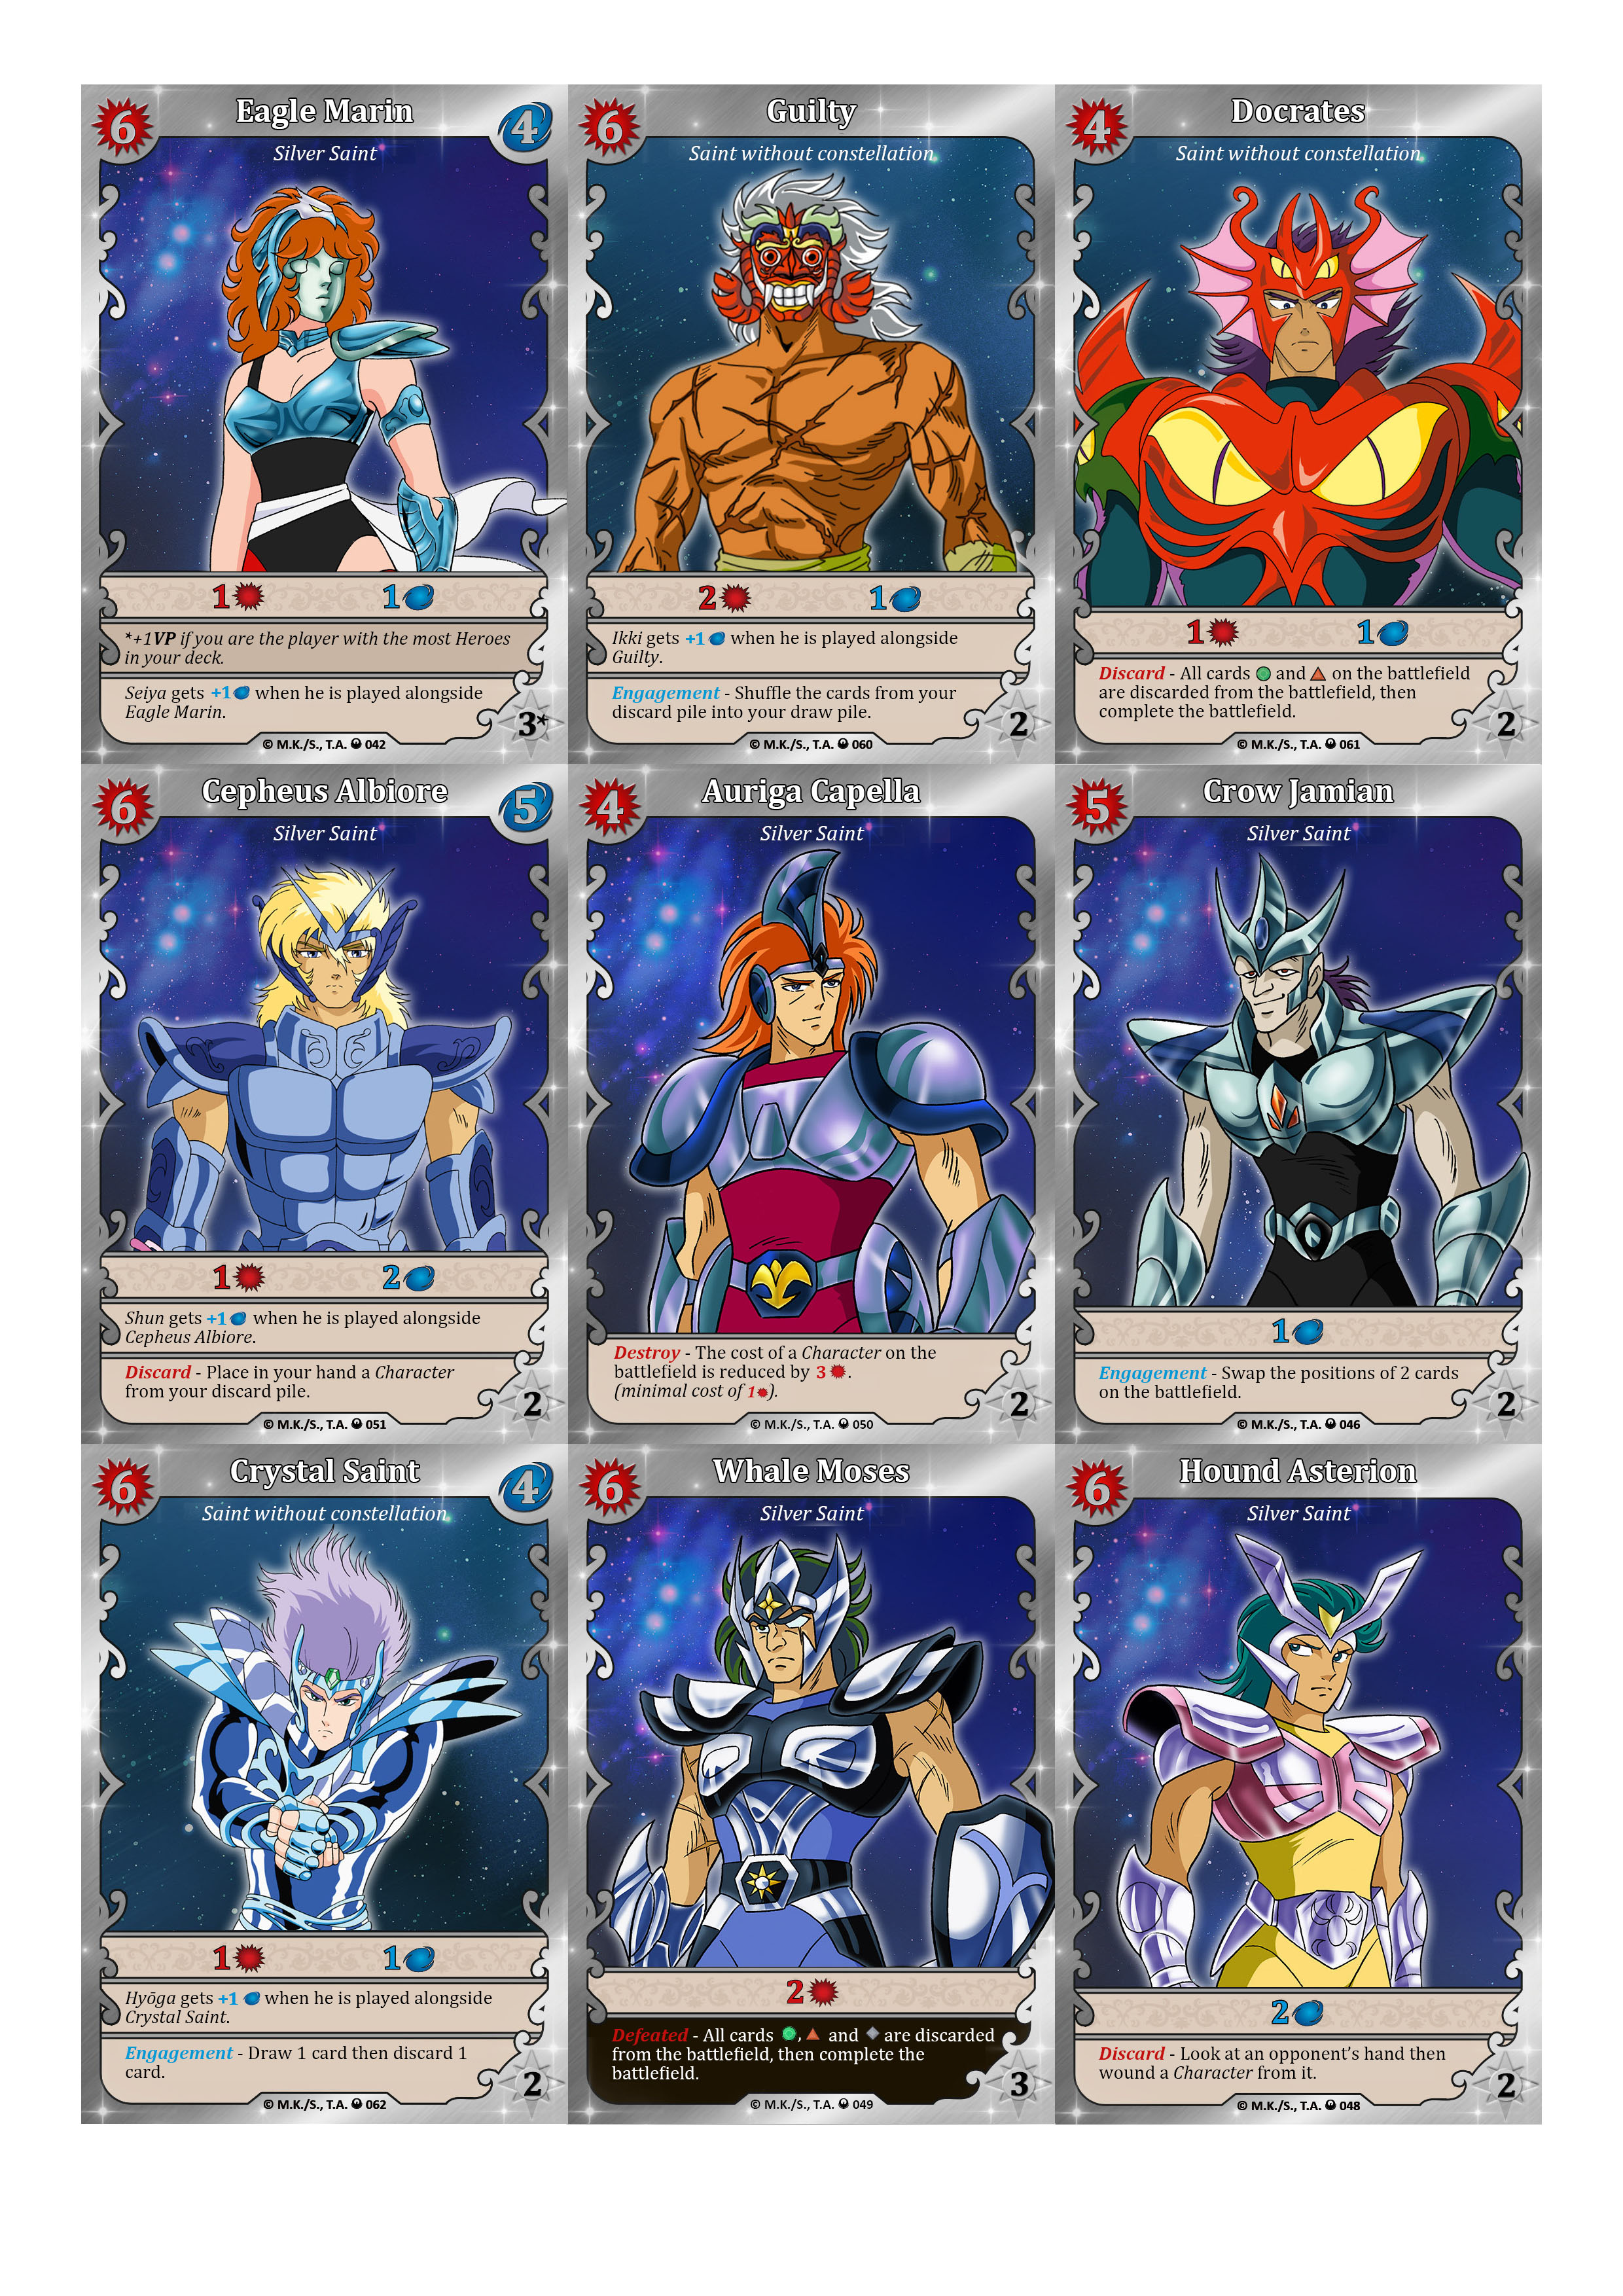 Eagle Marin
6
4
Silver Saint
1 1
*+1VP if you are the player with the most Heroes
in your deck.
Seiya gets +1 when he is played alongside
Eagle Marin.
3*
© M.K./S., T.A. 042
Guilty
6
Saint without constellation
2 1
Ikki gets +1 when he is played alongside
Guilty.
Engagement - Shuffle the cards from your
discard pile into your draw pile.
2
© M.K./S., T.A. 060
Docrates
4
Saint without constellation
1 1
Discard - All cards and on the battlefield
are discarded from the battlefield, then
complete the battlefield.
2
© M.K./S., T.A. 061
Cepheus Albiore
6
5
Silver Saint
1 2
Shun gets +1 when he is played alongside
Cepheus Albiore.
Discard - Place in your hand a Character
from your discard pile.
2
© M.K./S., T.A. 051
Auriga Capella
4
Silver Saint
Destroy - The cost of a Character on the
battlefield is reduced by 3.
(minimal cost of 1).
2
© M.K./S., T.A. 050
Crow Jamian
5
Silver Saint
1
Engagement - Swap the positions of 2 cards
on the battlefield.
2
© M.K./S., T.A. 046
Crystal Saint
6
4
Saint without constellation
1 1
Hyōga gets +1 when he is played alongside
Crystal Saint.
Engagement - Draw 1 card then discard 1
card.
2
© M.K./S., T.A. 062
Whale Moses
6
Silver Saint
2
Defeated - All cards , and are discarded
from the battlefield, then complete the
battlefield.
3
© M.K./S., T.A. 049
Hound Asterion
6
Silver Saint
2
Discard - Look at an opponent's hand then
wound a Character from it.
2
© M.K./S., T.A. 048